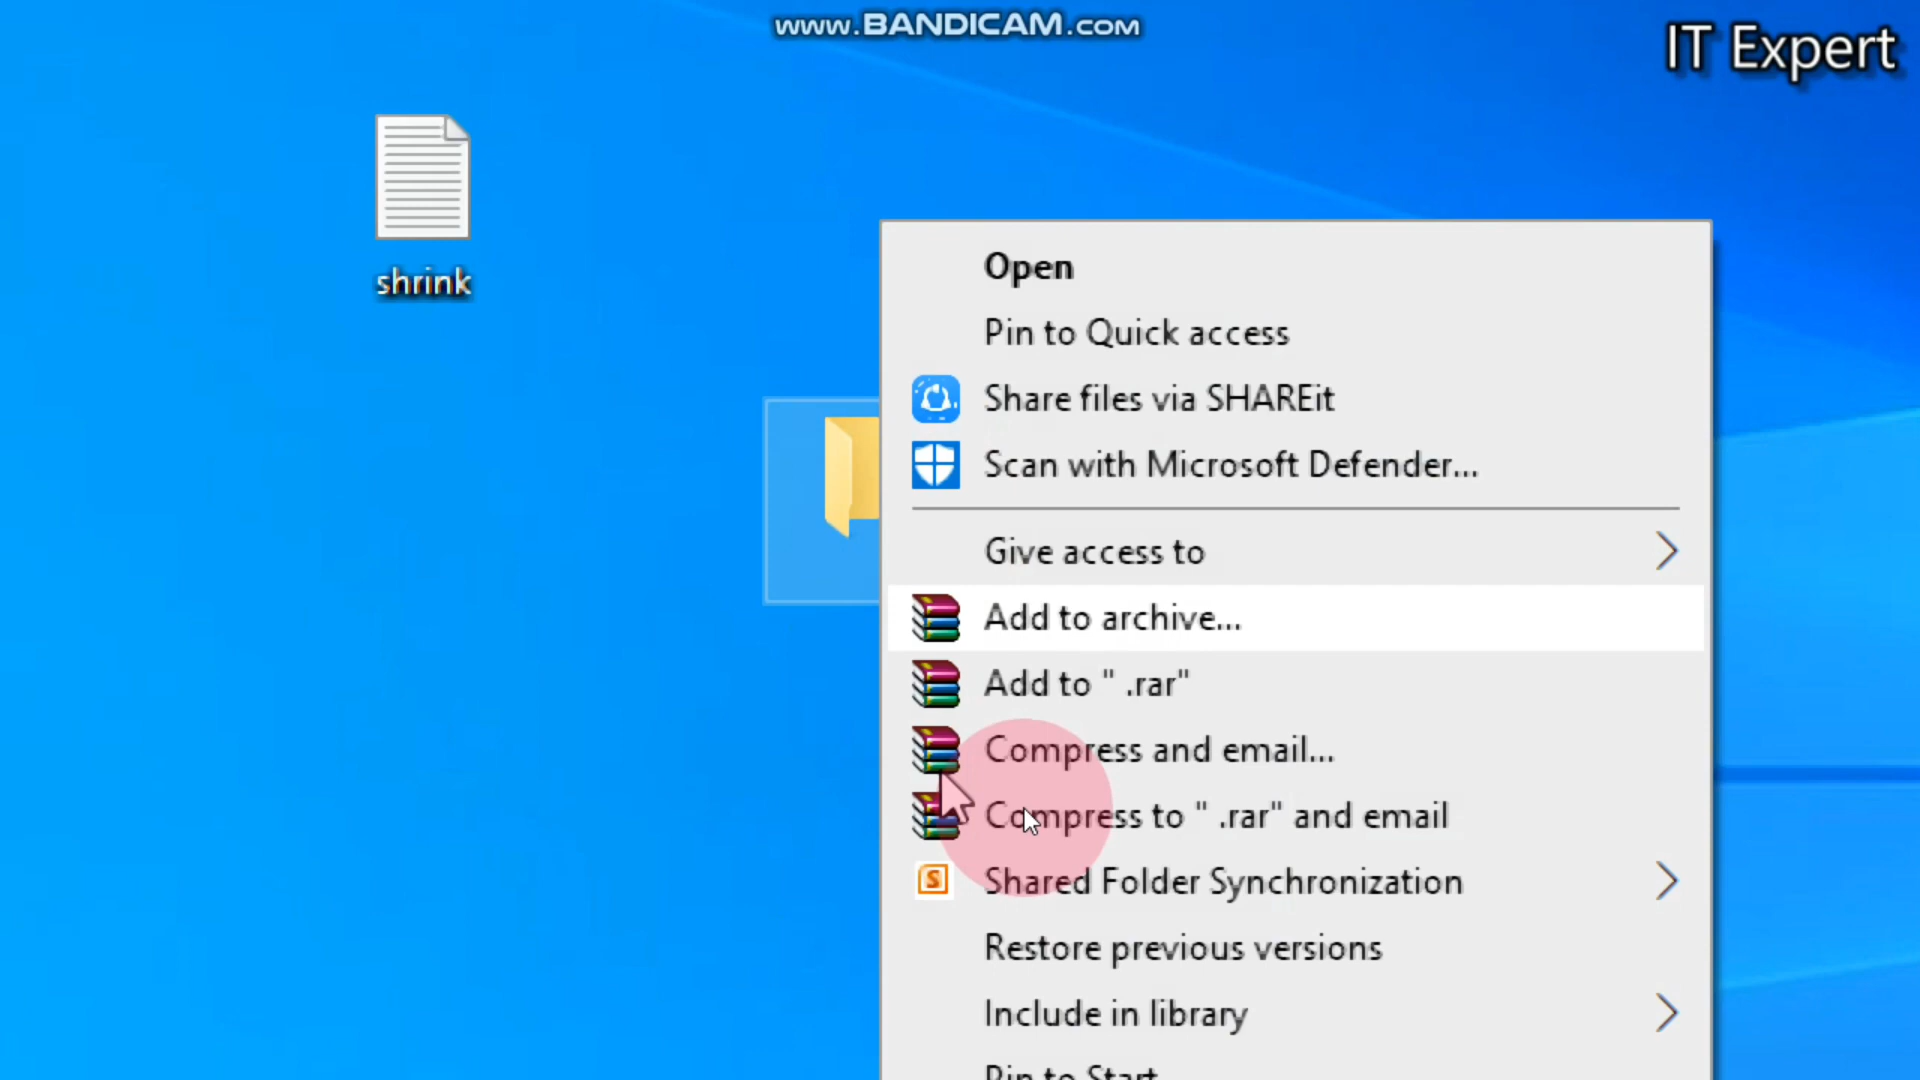 www.BANDICAM.com
IT Expert
shrink
Open
Pin to Quick access
Share files via SHAREit
Scan with Microsoft Defender...
Give access to
Add to archive...
Add to " .rar"
Compress and email...
Compress to " .rar" and email
S
Shared Folder Synchronization
Restore previous versions
Include in library
Pin to Start